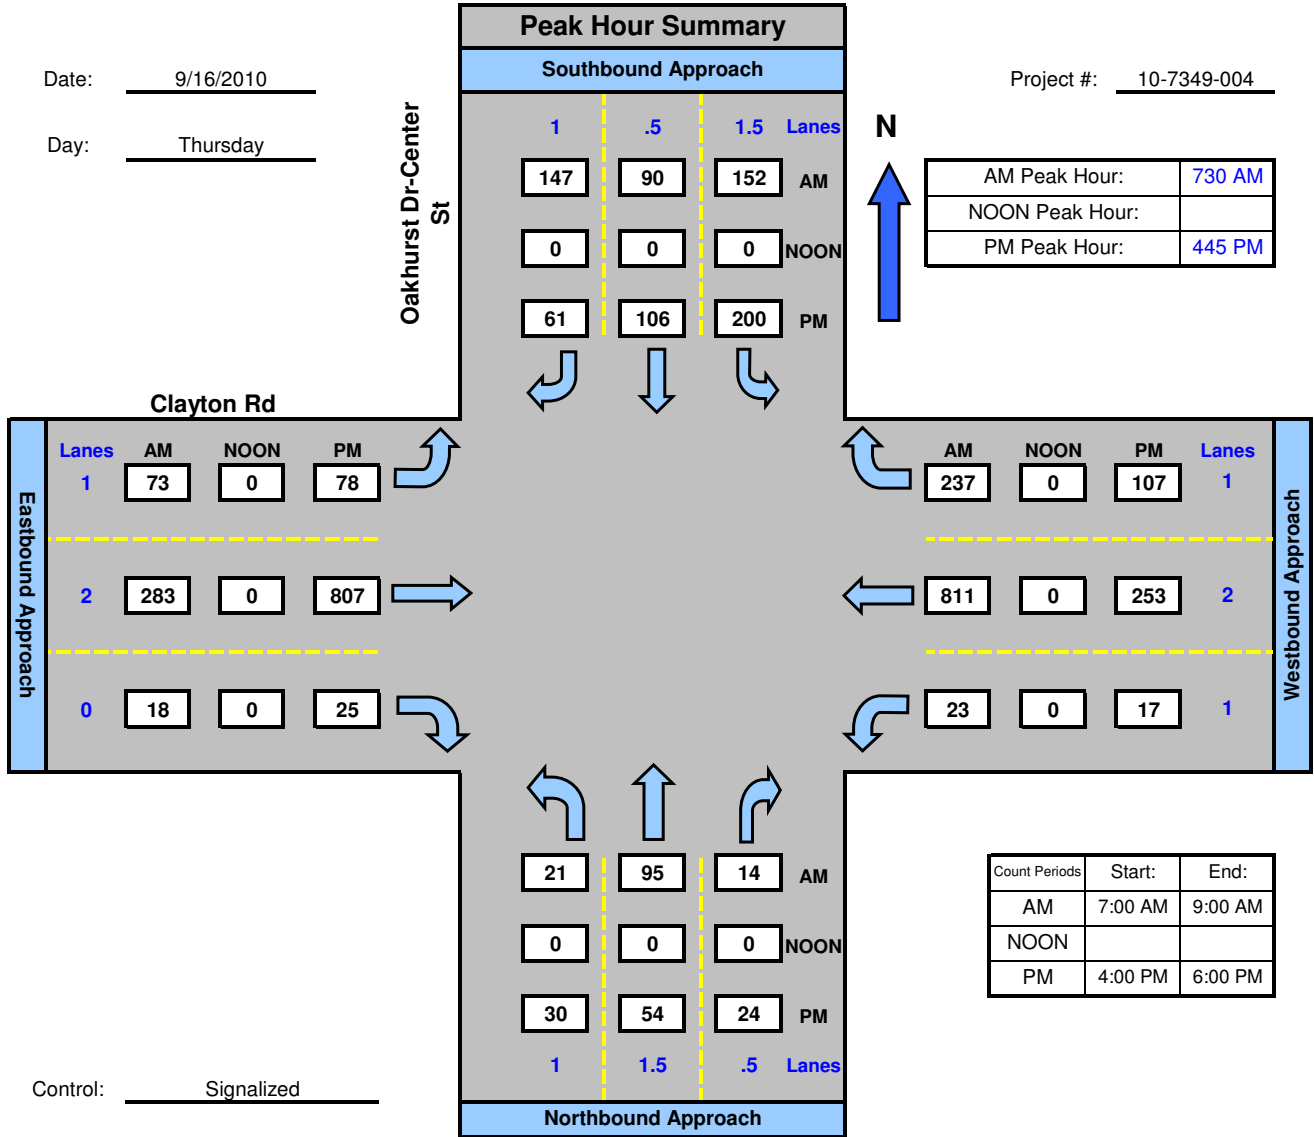 Peak Hour Summary
Southbound Approach
Date: 9/16/2010
Project #: 10-7349-004
Day: Thursday
Oakhurst Dr-Center
St
1 .5 1.5 Lanes
147 90 152 AM
0 0 0 NOON
61 106 200 PM
N
AM Peak Hour: 730 AM
NOON Peak Hour:
PM Peak Hour: 445 PM
Clayton Rd
Eastbound Approach
Lanes AM NOON PM
1 73 0 78
2 283 0 807
0 18 0 25
AM NOON PM Lanes
237 0 107 1
811 0 253 2
23 0 17 1
Westbound Approach
21 95 14 AM
0 0 0 NOON
30 54 24 PM
1 1.5 .5 Lanes
Northbound Approach
Count Periods Start: End:
AM 7:00 AM 9:00 AM
NOON
PM 4:00 PM 6:00 PM
Control: Signalized